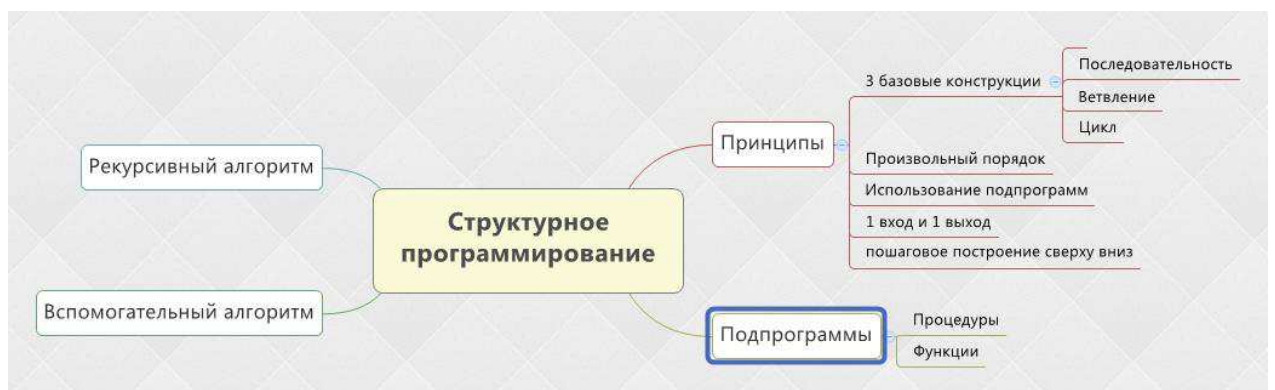 Структурное
программирование
Рекурсивный алгоритм
Вспомогательный алгоритм
Принципы
3 базовые конструкции
Последовательность
Ветвление
Цикл
Произвольный порядок
Использование подпрограмм
1 вход и 1 выход
пошаговое построение сверху вниз
Подпрограммы
Процедуры
Функции